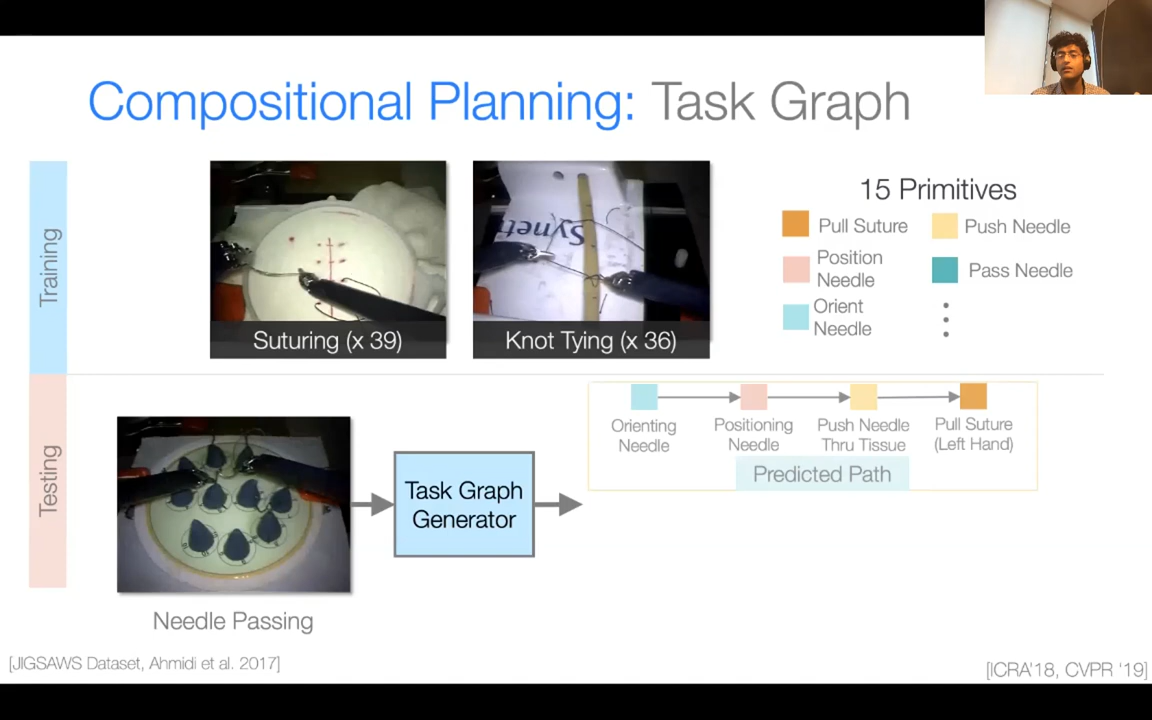 Compositional Planning: Task Graph
Training
Synet
Suturing (x 39)
Knot Tying (x 36)
15 Primitives
Pull Suture
Push Needle
Position
Needle
Pass Needle
Orient
Needle
Testing
Needle Passing
Task Graph
Generator
Orienting
Needle
Positioning
Needle
Push Needle
Thru Tissue
Pull Suture
(Left Hand)
Predicted Path
[JIGSAWS Dataset, Ahmidi et al. 2017]
[ICRA'18, CVPR '19]